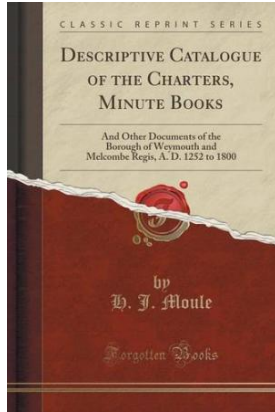 CLASSIC REPRINT SERIES
DESCRIPTIVE CATALOGUE
OF THE CHARTERS,
MINUTE BOOKS
And Other Documents of the
Borough of Weymouth and
Melcombe Regis, A. D. 1252 to 1800
by
H. J. Moule
Forgotten Books